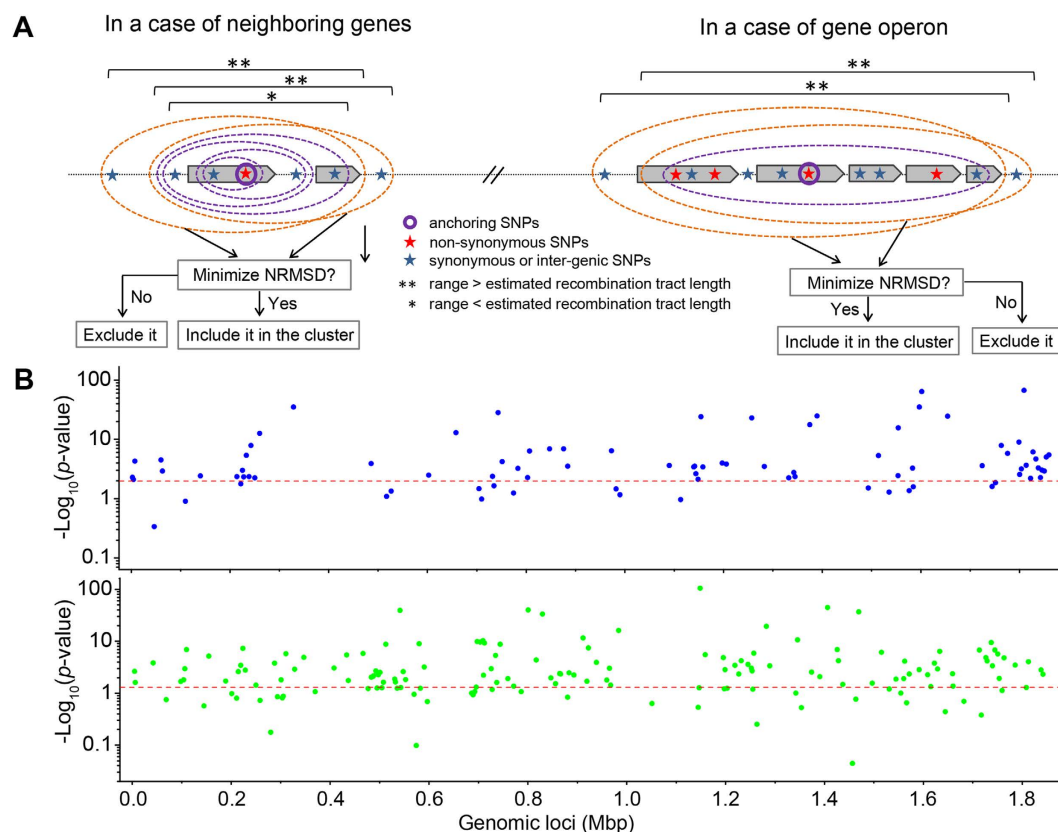 A
In a case of neighboring genes
In a case of gene operon
**
**
*
**
**
//
anchoring SNPs
non-synonymous SNPs
synonymous or inter-genic SNPs
** range > estimated recombination tract length
* range < estimated recombination tract length
Minimize NRMSD?
No
Yes
Exclude it
Include it in the cluster
Minimize NRMSD?
Yes
No
Include it in the cluster
Exclude it
B
100
10
1
0.1
-Log10(p-value)
100
10
1
0.1
-Log10(p-value)
0.0 0.2 0.4 0.6 0.8 1.0 1.2 1.4 1.6 1.8
Genomic loci (Mbp)